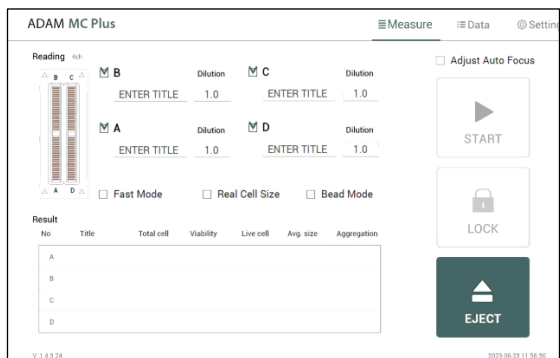 ADAM MC Plus
Measure
Data
Setting
Reading 4ch
B C
A D
B Dilution
ENTER TITLE 1.0
C Dilution
ENTER TITLE 1.0
A Dilution
ENTER TITLE 1.0
D Dilution
ENTER TITLE 1.0
Fast Mode
Real Cell Size
Bead Mode
Adjust Auto Focus
START
LOCK
EJECT
Result
No Title Total cell Viability Live cell Avg. size Aggregation
A
B
C
D
V. 1.4.3.24
2023-06-23 11:56:30